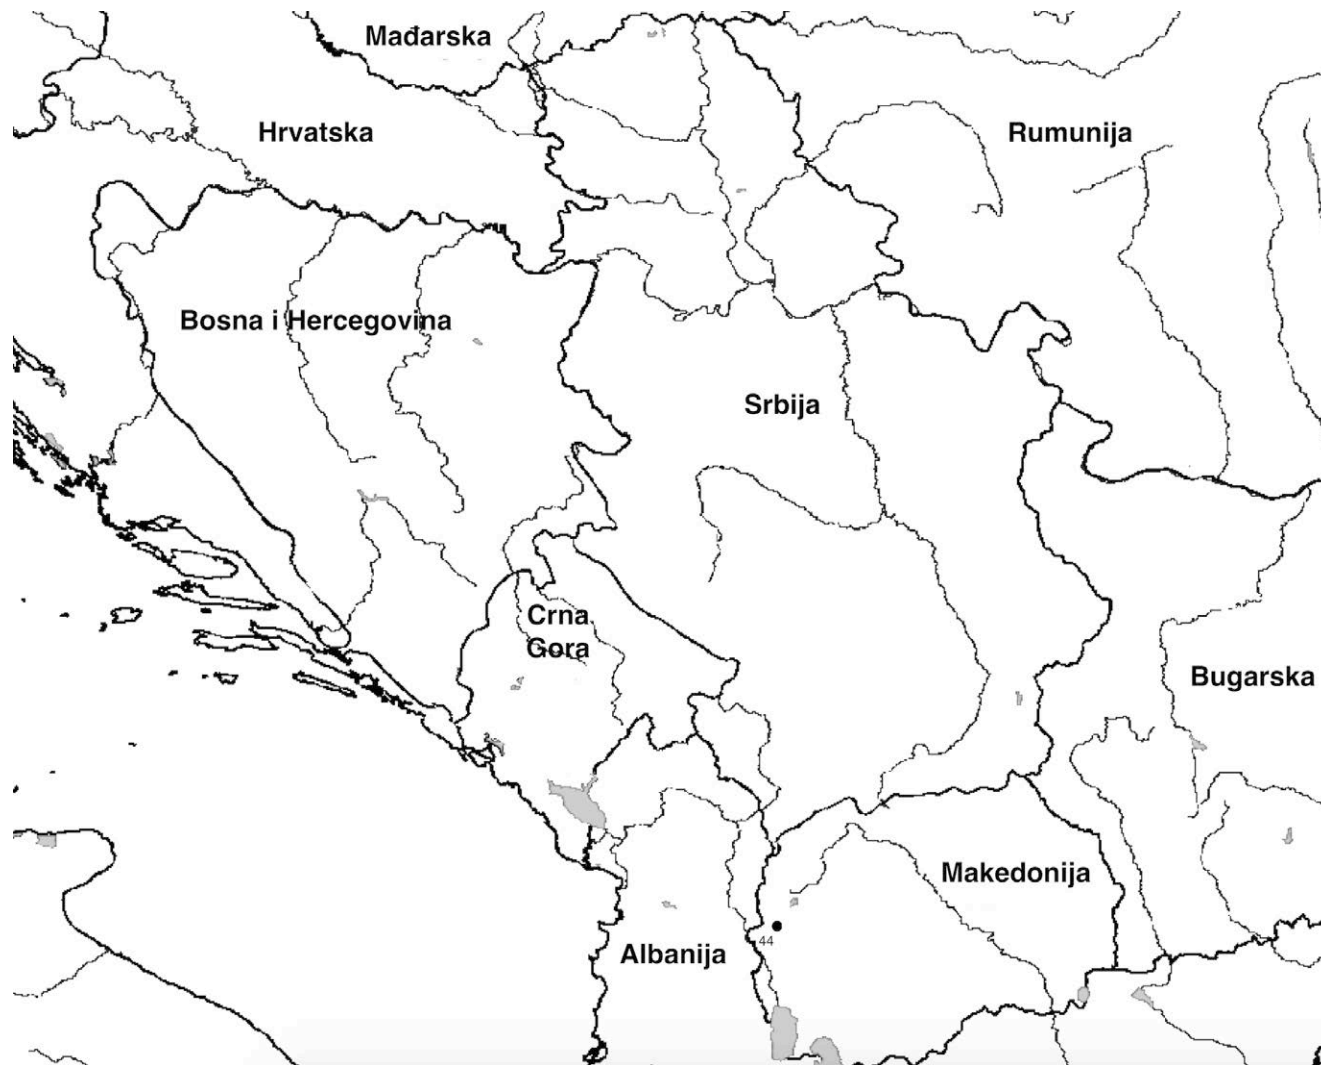 Mađarska
Hrvatska
Rumunija
Bosna i Hercegovina
Srbija
Crna
Gora
Bugarska
Makedonija
44
Albanija